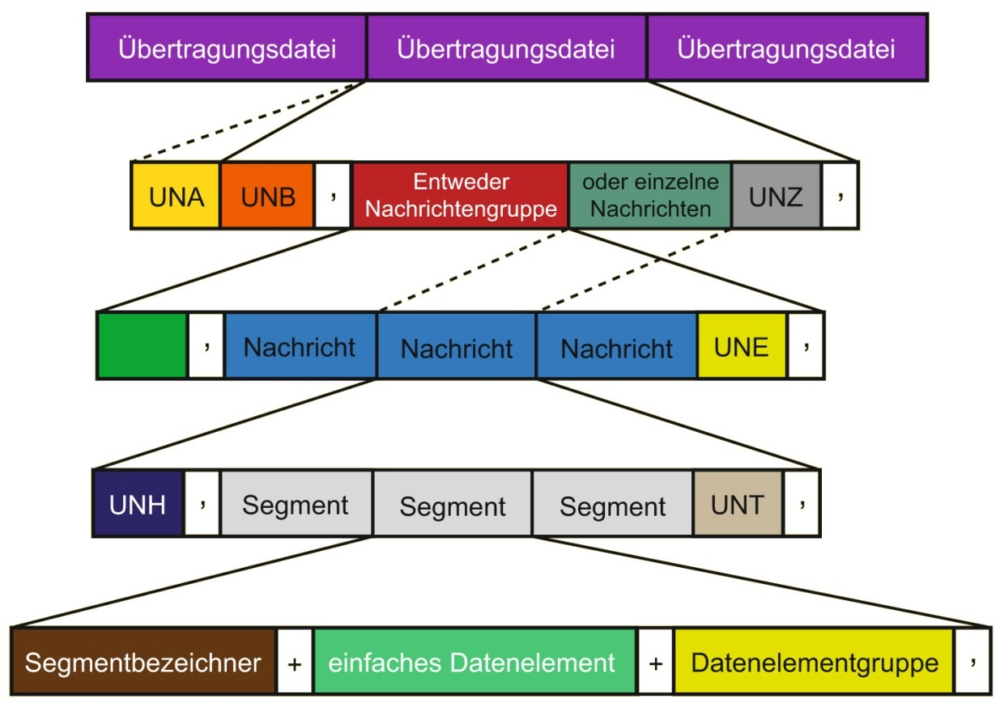 Übertragungsdatei Übertragungsdatei Übertragungsdatei
UNA UNB , Entweder
Nachrichtengruppe oder einzelne
Nachrichten UNZ ,
, Nachricht Nachricht Nachricht UNE ,
UNH , Segment Segment Segment UNT ,
Segmentbezeichner + einfaches Datenelement + Datenelementgruppe ,